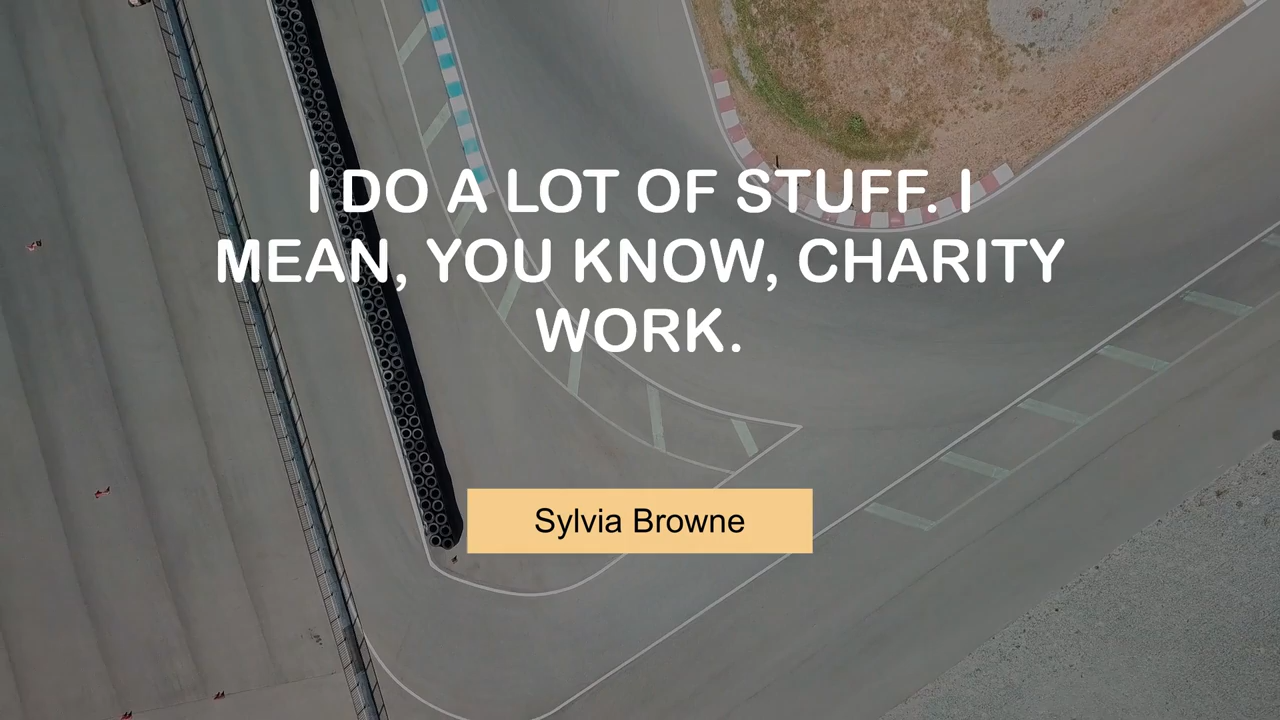 I DO A LOT OF STUFF. I
MEAN, YOU KNOW, CHARITY
WORK.
Sylvia Browne